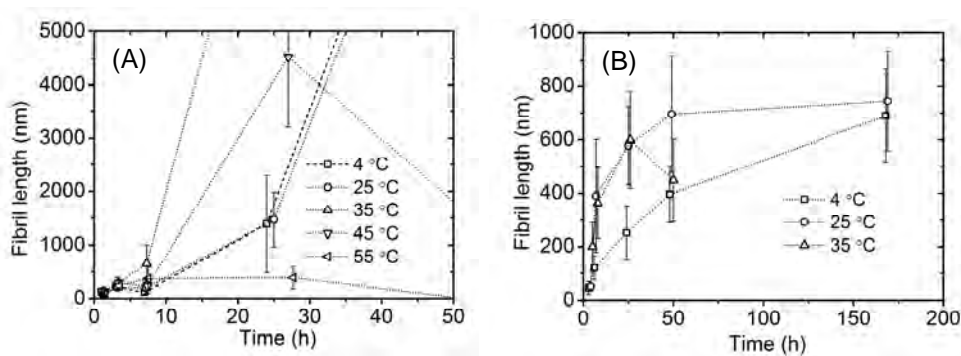 (A)
Fibril length (nm)
5000
4000
3000
2000
1000
0
0 10 20 30 40 50
Time (h)
4 °C
25 °C
35 °C
45 °C
55 °C
(B)
Fibril length (nm)
1000
800
600
400
200
0
0 50 100 150 200
Time (h)
4 °C
25 °C
35 °C